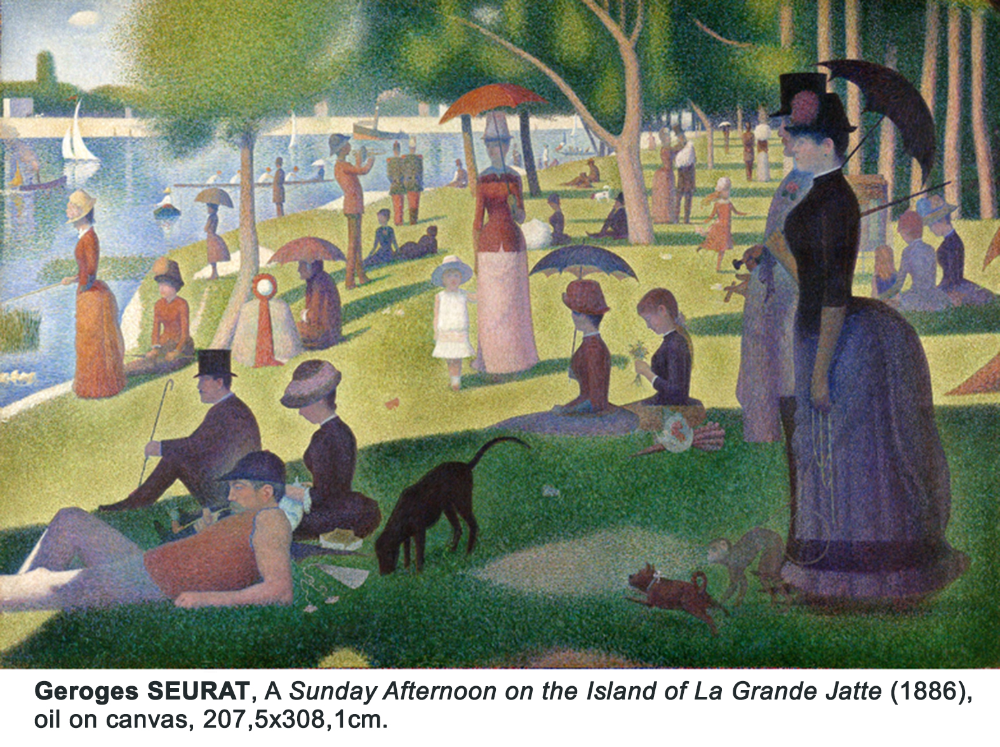 Geroges SEURAT, A Sunday Afternoon on the Island of La Grande Jatte (1886),
oil on canvas, 207,5x308,1cm.